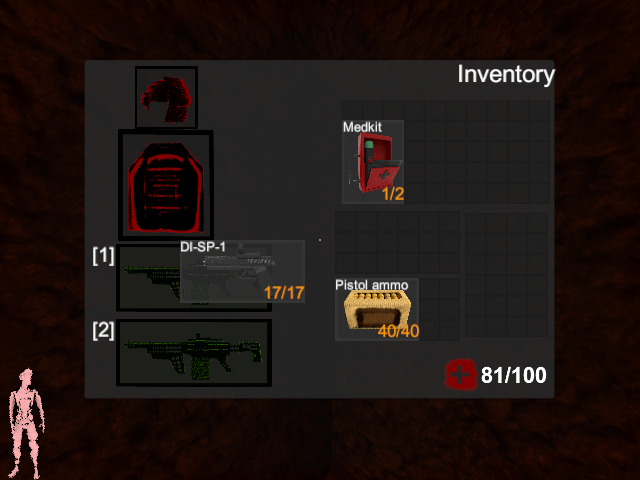 Inventory
Medkit
1/2
[1]
DI-SP-1
17/17
Pistol ammo
40/40
[2]
81/100